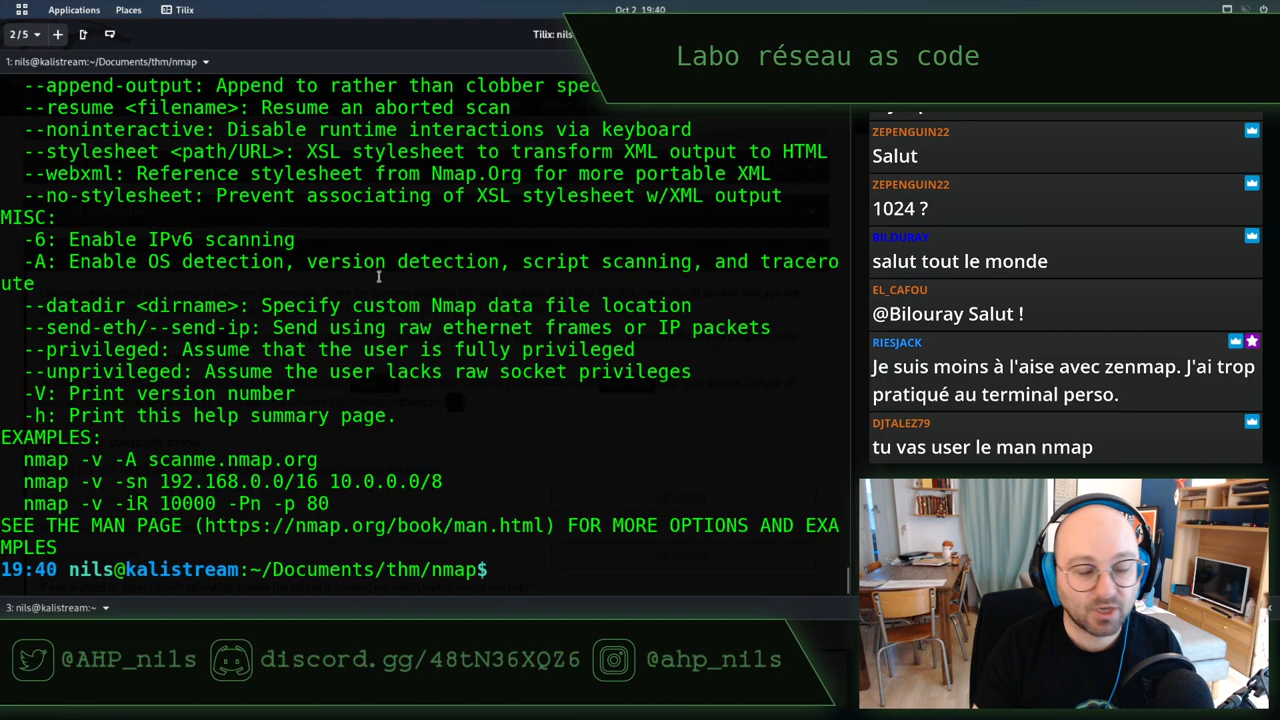 Applications Places Tilix
Oct 2, 19:40
2/5
Tilix: nils
1: nils@kalistream:~/Documents/thm/nmap
Labo réseau as code
--append-output: Append to rather than clobber spec
--resume <filename>: Resume an aborted scan
--noninteractive: Disable runtime interactions via keyboard
--stylesheet <path/URL>: XSL stylesheet to transform XML output to HTML
--webxml: Reference stylesheet from Nmap.Org for more portable XML
--no-stylesheet: Prevent associating of XSL stylesheet w/XML output
MISC:
-6: Enable IPv6 scanning
-A: Enable OS detection, version detection, script scanning, and tracero
ute
--datadir <dirname>: Specify custom Nmap data file location
--send-eth/--send-ip: Send using raw ethernet frames or IP packets
--privileged: Assume that the user is fully privileged
--unprivileged: Assume the user lacks raw socket privileges
-V: Print version number
-h: Print this help summary page.
EXAMPLES:
nmap -v -A scanme.nmap.org
nmap -v -sn 192.168.0.0/16 10.0.0.0/8
nmap -v -iR 10000 -Pn -p 80
SEE THE MAN PAGE (https://nmap.org/book/man.html) FOR MORE OPTIONS AND EXA
MPLES
19:40 nils@kalistream:~/Documents/thm/nmap$
3: nils@kalistream:~
ZEPENGUIN22
Salut
ZEPENGUIN22
1024 ?
BILOURAY
salut tout le monde
EL_CAFOU
@Bilouray Salut !
RIESJACK
Je suis moins à l'aise avec zenmap. J'ai trop
pratiqué au terminal perso.
DJTALEZ79
tu vas user le man nmap
@AHP_nils discord.gg/48tN36XQZ6 @ahp_nils